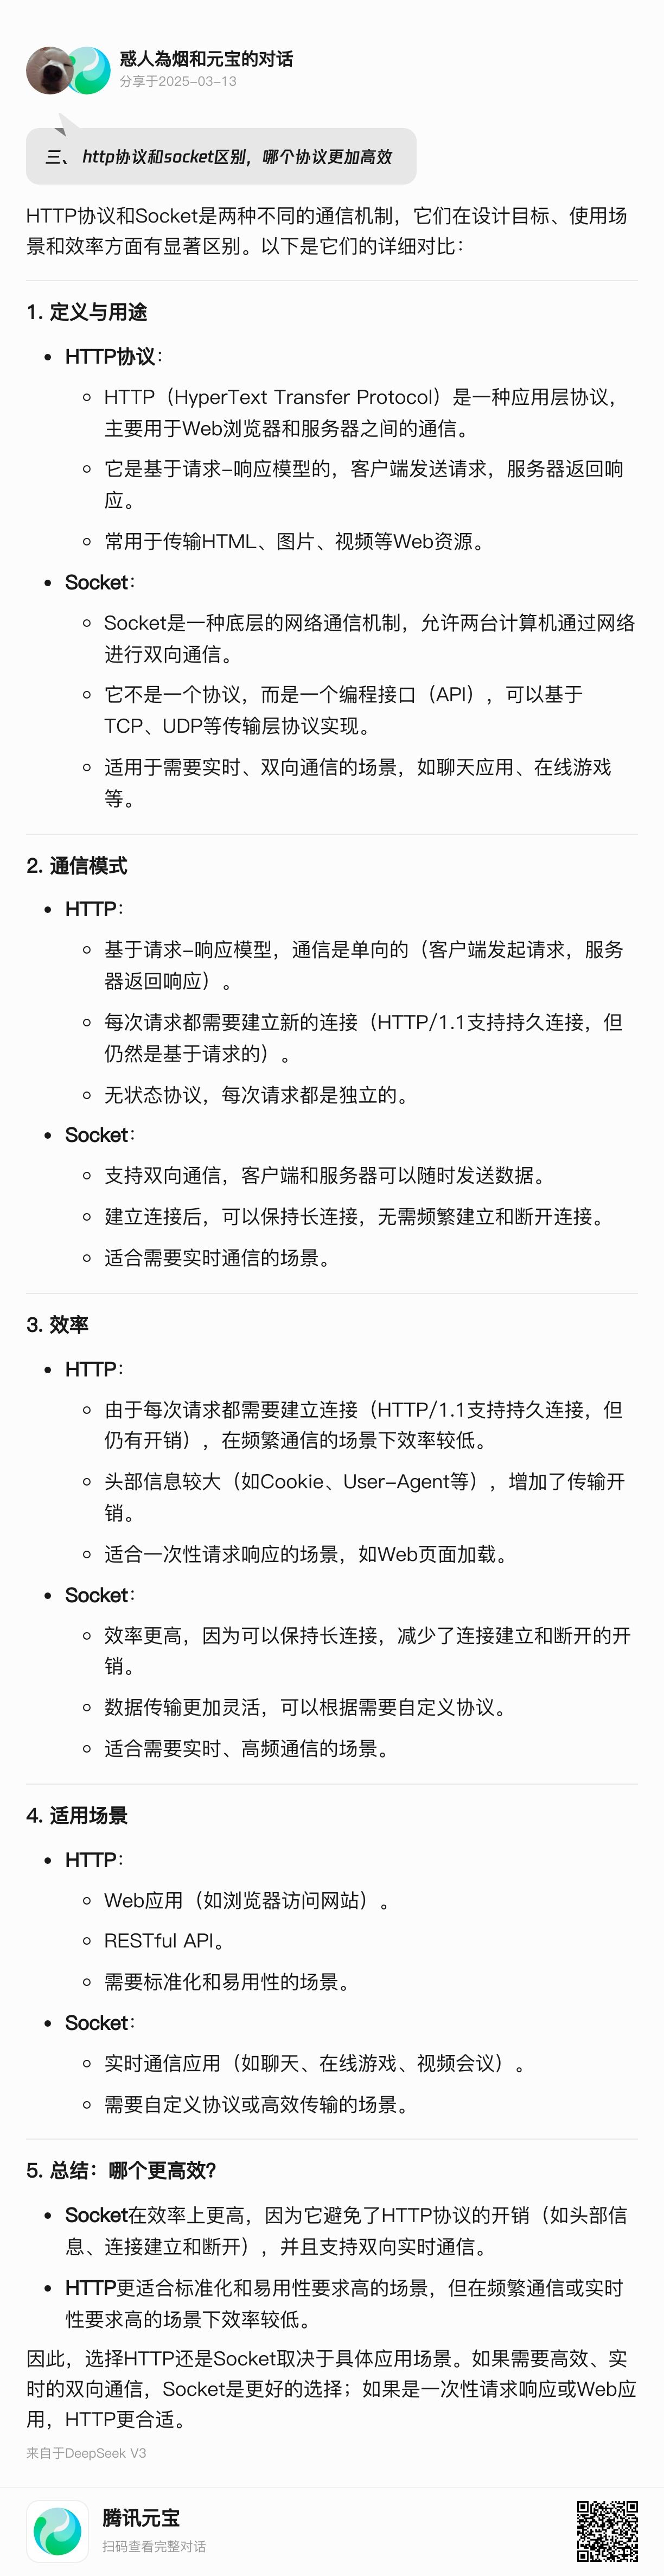 惑人為烟和元宝的对话
分享于2025-03-13
三、 http协议和socket区别，哪个协议更加高效
HTTP协议和Socket是两种不同的通信机制，它们在设计目标、使用场
景和效率方面有显著区别。以下是它们的详细对比：
1. 定义与用途
• HTTP协议：
◦ HTTP（HyperText Transfer Protocol）是一种应用层协议，
主要用于Web浏览器和服务器之间的通信。
◦ 它是基于请求-响应模型的，客户端发送请求，服务器返回响
应。
◦ 常用于传输HTML、图片、视频等Web资源。
• Socket：
◦ Socket是一种底层的网络通信机制，允许两台计算机通过网络
进行双向通信。
◦ 它不是一个协议，而是一个编程接口（API），可以基于
TCP、UDP等传输层协议实现。
◦ 适用于需要实时、双向通信的场景，如聊天应用、在线游戏
等。
2. 通信模式
• HTTP：
◦ 基于请求-响应模型，通信是单向的（客户端发起请求，服务
器返回响应）。
◦ 每次请求都需要建立新的连接（HTTP/1.1支持持久连接，但
仍然是基于请求的）。
◦ 无状态协议，每次请求都是独立的。
• Socket：
◦ 支持双向通信，客户端和服务器可以随时发送数据。
◦ 建立连接后，可以保持长连接，无需频繁建立和断开连接。
◦ 适合需要实时通信的场景。
3. 效率
• HTTP：
◦ 由于每次请求都需要建立连接（HTTP/1.1支持持久连接，但
仍有开销），在频繁通信的场景下效率较低。
◦ 头部信息较大（如Cookie、User-Agent等），增加了传输开
销。
◦ 适合一次性请求响应的场景，如Web页面加载。
• Socket：
◦ 效率更高，因为可以保持长连接，减少了连接建立和断开的开
销。
◦ 数据传输更加灵活，可以根据需要自定义协议。
◦ 适合需要实时、高频通信的场景。
4. 适用场景
• HTTP：
◦ Web应用（如浏览器访问网站）。
◦ RESTful API。
◦ 需要标准化和易用性的场景。
• Socket：
◦ 实时通信应用（如聊天、在线游戏、视频会议）。
◦ 需要自定义协议或高效传输的场景。
5. 总结：哪个更高效？
• Socket在效率上更高，因为它避免了HTTP协议的开销（如头部信
息、连接建立和断开），并且支持双向实时通信。
• HTTP更适合标准化和易用性要求高的场景，但在频繁通信或实时
性要求高的场景下效率较低。
因此，选择HTTP还是Socket取决于具体应用场景。如果需要高效、实
时的双向通信，Socket是更好的选择；如果是一次性请求响应或Web应
用，HTTP更合适。
来自于DeepSeek V3
腾讯元宝
扫码查看完整对话